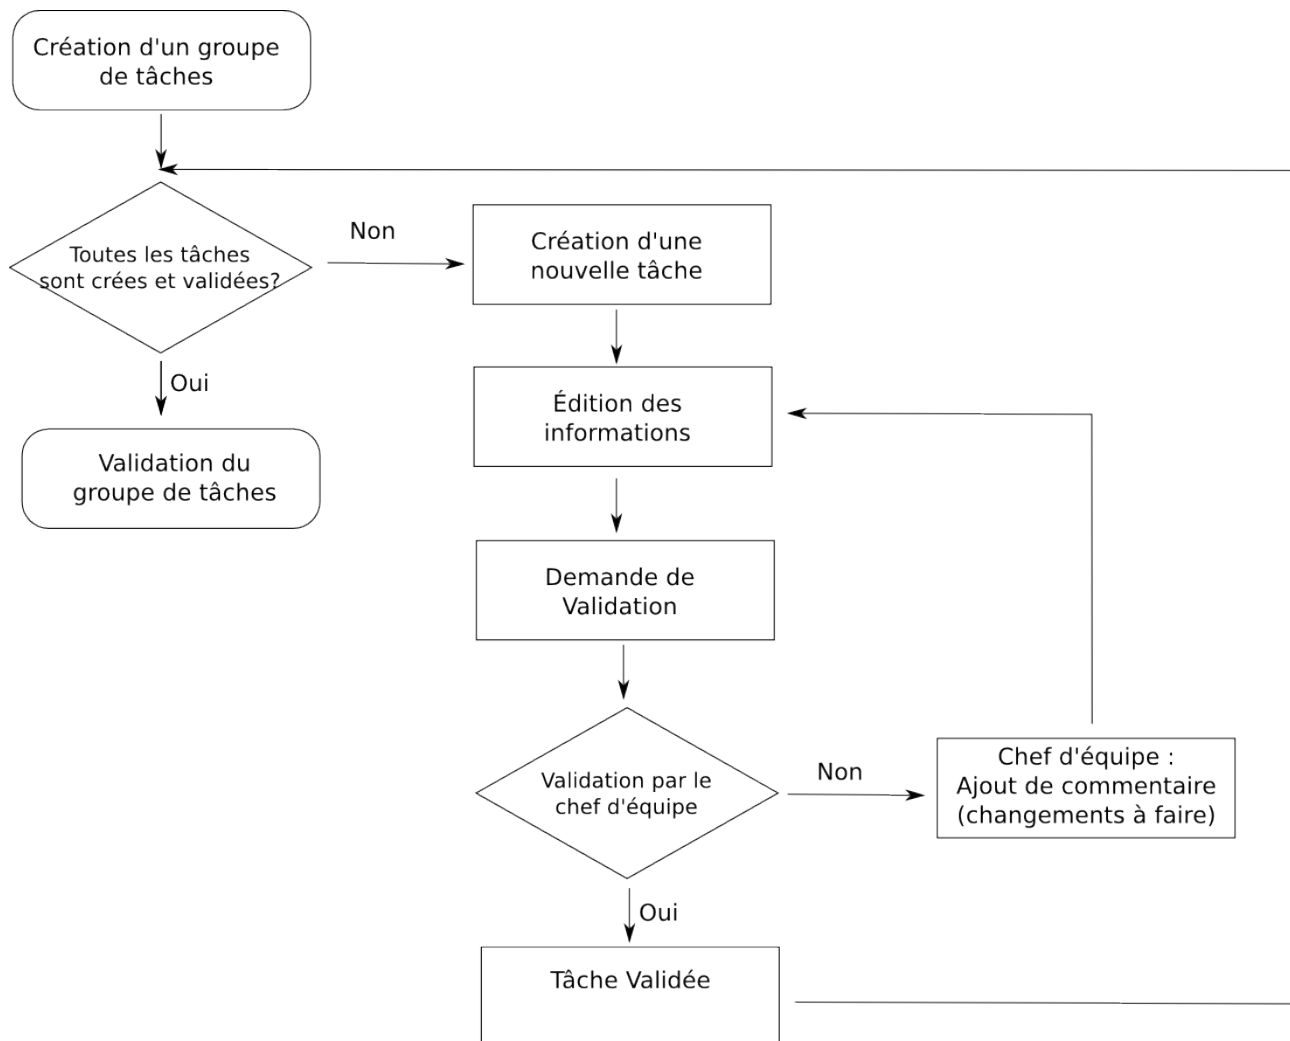 Création d'un groupe
de tâches
Toutes les tâches
sont crées et validées?
Non
Création d'une
nouvelle tâche
Oui
Édition des
informations
Validation du
groupe de tâches
Demande de
Validation
Validation par le
chef d'équipe
Non
Chef d'équipe :
Ajout de commentaire
(changements à faire)
Oui
Tâche Validée